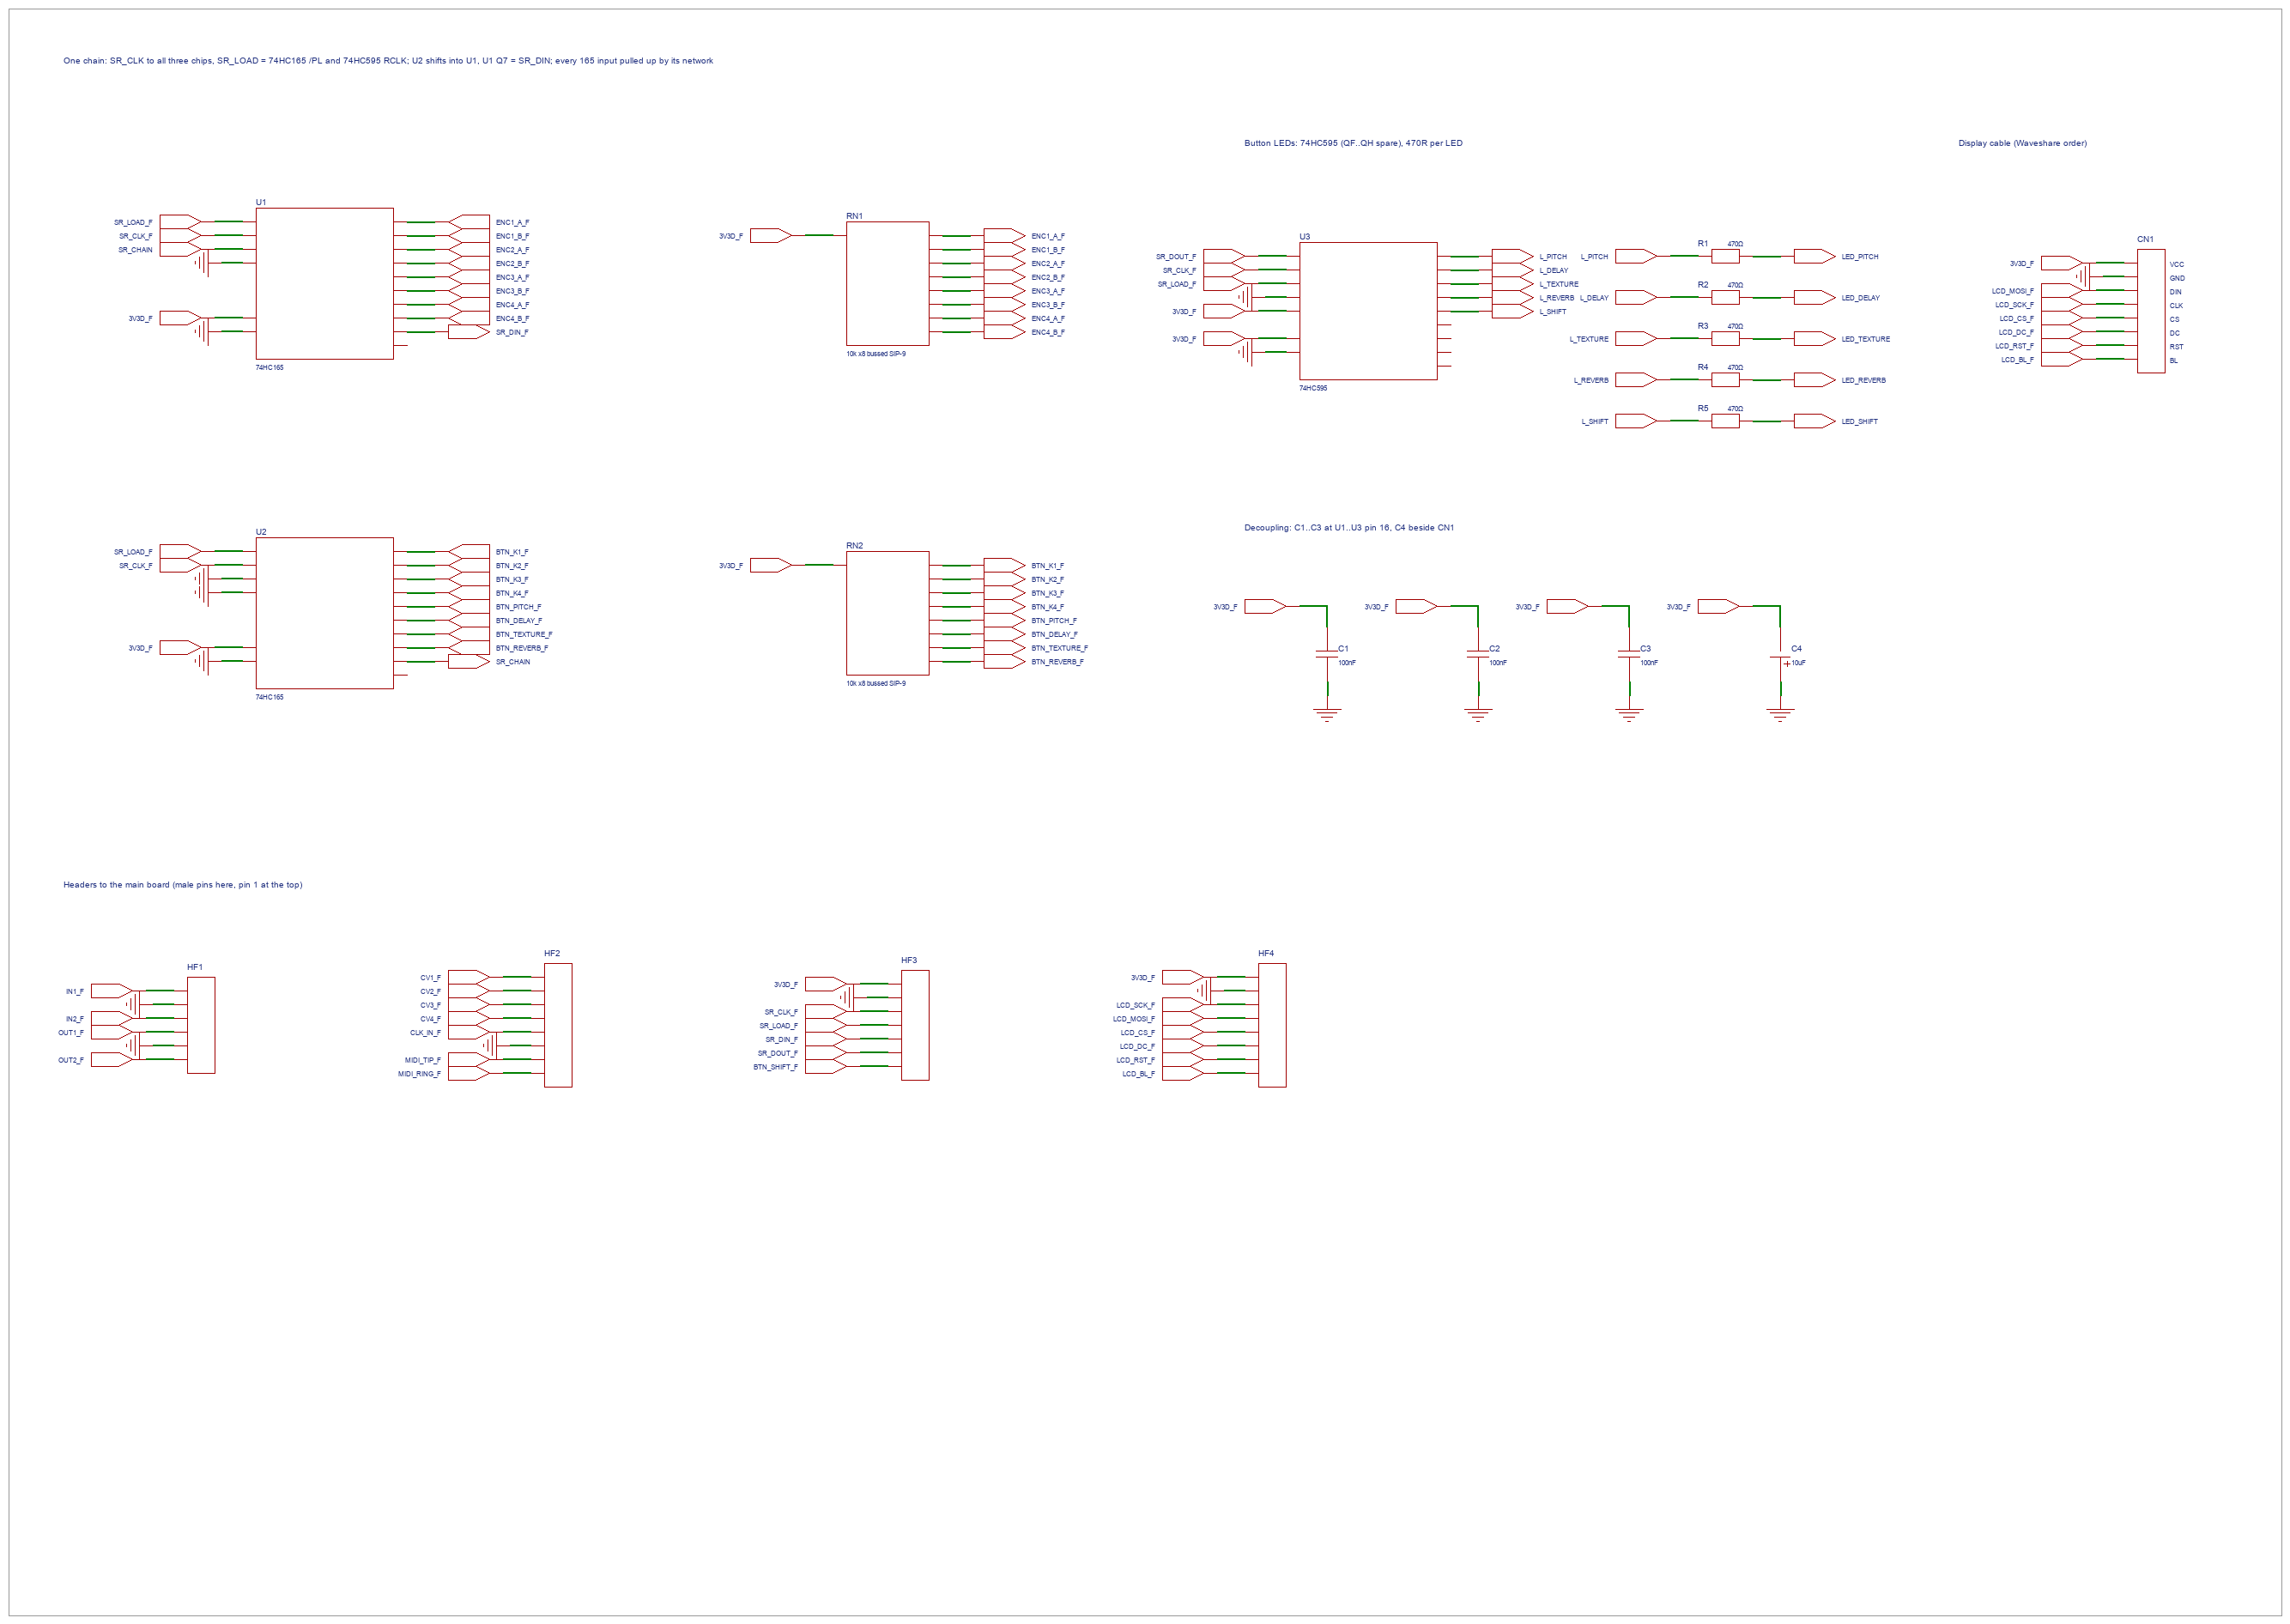 One chain: SR_CLK to all three chips, SR_LOAD = 74HC165 /PL and 74HC595 RCLK; U2 shifts into U1, U1 Q7 = SR_DIN; every 165 input pulled up by its network
Button LEDs: 74HC595 (QF..QH spare), 470R per LED
Display cable (Waveshare order)
U1
SR_LOAD_F
SR_CLK_F
SR_CHAIN
3V3D_F
ENC1_A_F
ENC1_B_F
ENC2_A_F
ENC2_B_F
ENC3_A_F
ENC3_B_F
ENC4_A_F
ENC4_B_F
SR_DIN_F
74HC165
RN1
3V3D_F
ENC1_A_F
ENC1_B_F
ENC2_A_F
ENC2_B_F
ENC3_A_F
ENC3_B_F
ENC4_A_F
ENC4_B_F
10k x8 bussed SIP-9
U3
SR_DOUT_F
SR_CLK_F
SR_LOAD_F
3V3D_F
3V3D_F
L_PITCH
L_DELAY
L_TEXTURE
L_REVERB
L_SHIFT
74HC595
R1 470Ω
L_PITCH LED_PITCH
R2 470Ω
L_DELAY LED_DELAY
R3 470Ω
L_TEXTURE LED_TEXTURE
R4 470Ω
L_REVERB LED_REVERB
R5 470Ω
L_SHIFT LED_SHIFT
CN1
3V3D_F VCC
GND
LCD_MOSI_F DIN
LCD_SCK_F CLK
LCD_CS_F CS
LCD_DC_F DC
LCD_RST_F RST
LCD_BL_F BL
U2
SR_LOAD_F
SR_CLK_F
3V3D_F
BTN_K1_F
BTN_K2_F
BTN_K3_F
BTN_K4_F
BTN_PITCH_F
BTN_DELAY_F
BTN_TEXTURE_F
BTN_REVERB_F
SR_CHAIN
74HC165
RN2
3V3D_F
BTN_K1_F
BTN_K2_F
BTN_K3_F
BTN_K4_F
BTN_PITCH_F
BTN_DELAY_F
BTN_TEXTURE_F
BTN_REVERB_F
10k x8 bussed SIP-9
Decoupling: C1..C3 at U1..U3 pin 16, C4 beside CN1
3V3D_F
C1
100nF
3V3D_F
C2
100nF
3V3D_F
C3
100nF
3V3D_F
C4
10uF
Headers to the main board (male pins here, pin 1 at the top)
HF1
IN1_F
IN2_F
OUT1_F
OUT2_F
HF2
CV1_F
CV2_F
CV3_F
CV4_F
CLK_IN_F
MIDI_TIP_F
MIDI_RING_F
HF3
3V3D_F
SR_CLK_F
SR_LOAD_F
SR_DIN_F
SR_DOUT_F
BTN_SHIFT_F
HF4
3V3D_F
LCD_SCK_F
LCD_MOSI_F
LCD_CS_F
LCD_DC_F
LCD_RST_F
LCD_BL_F